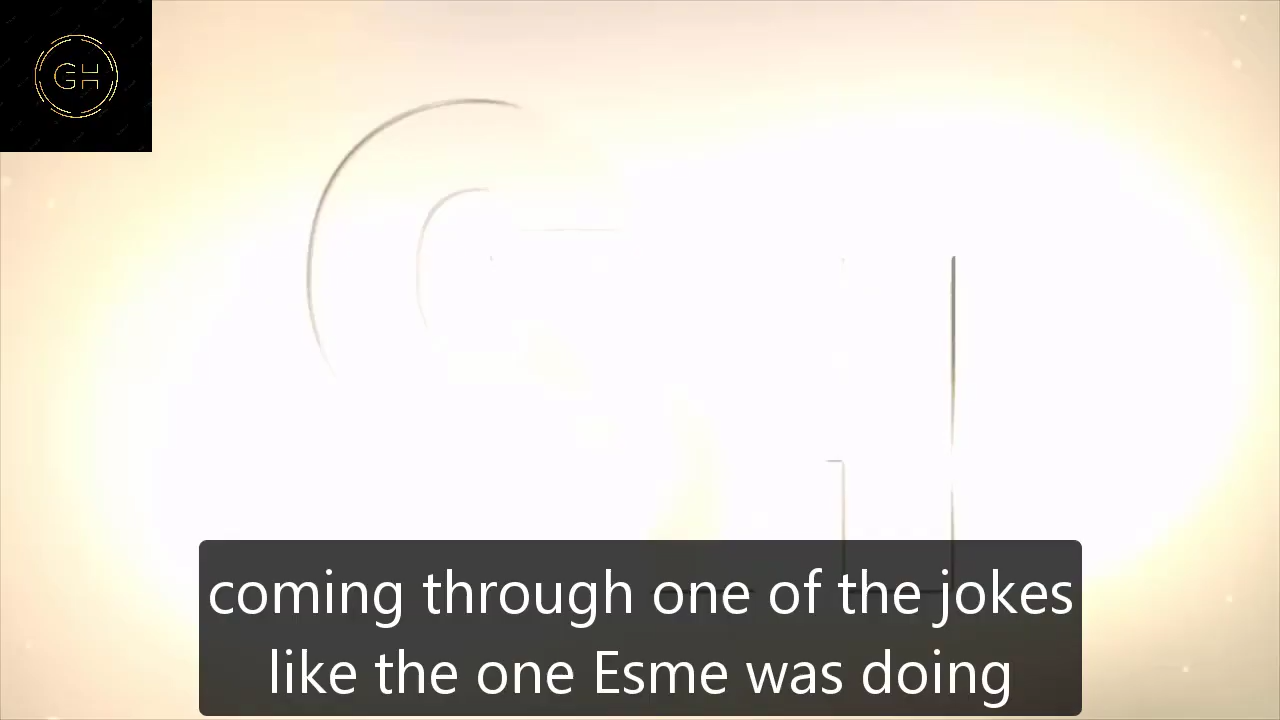 GH
coming through one of the jokes
like the one Esme was doing